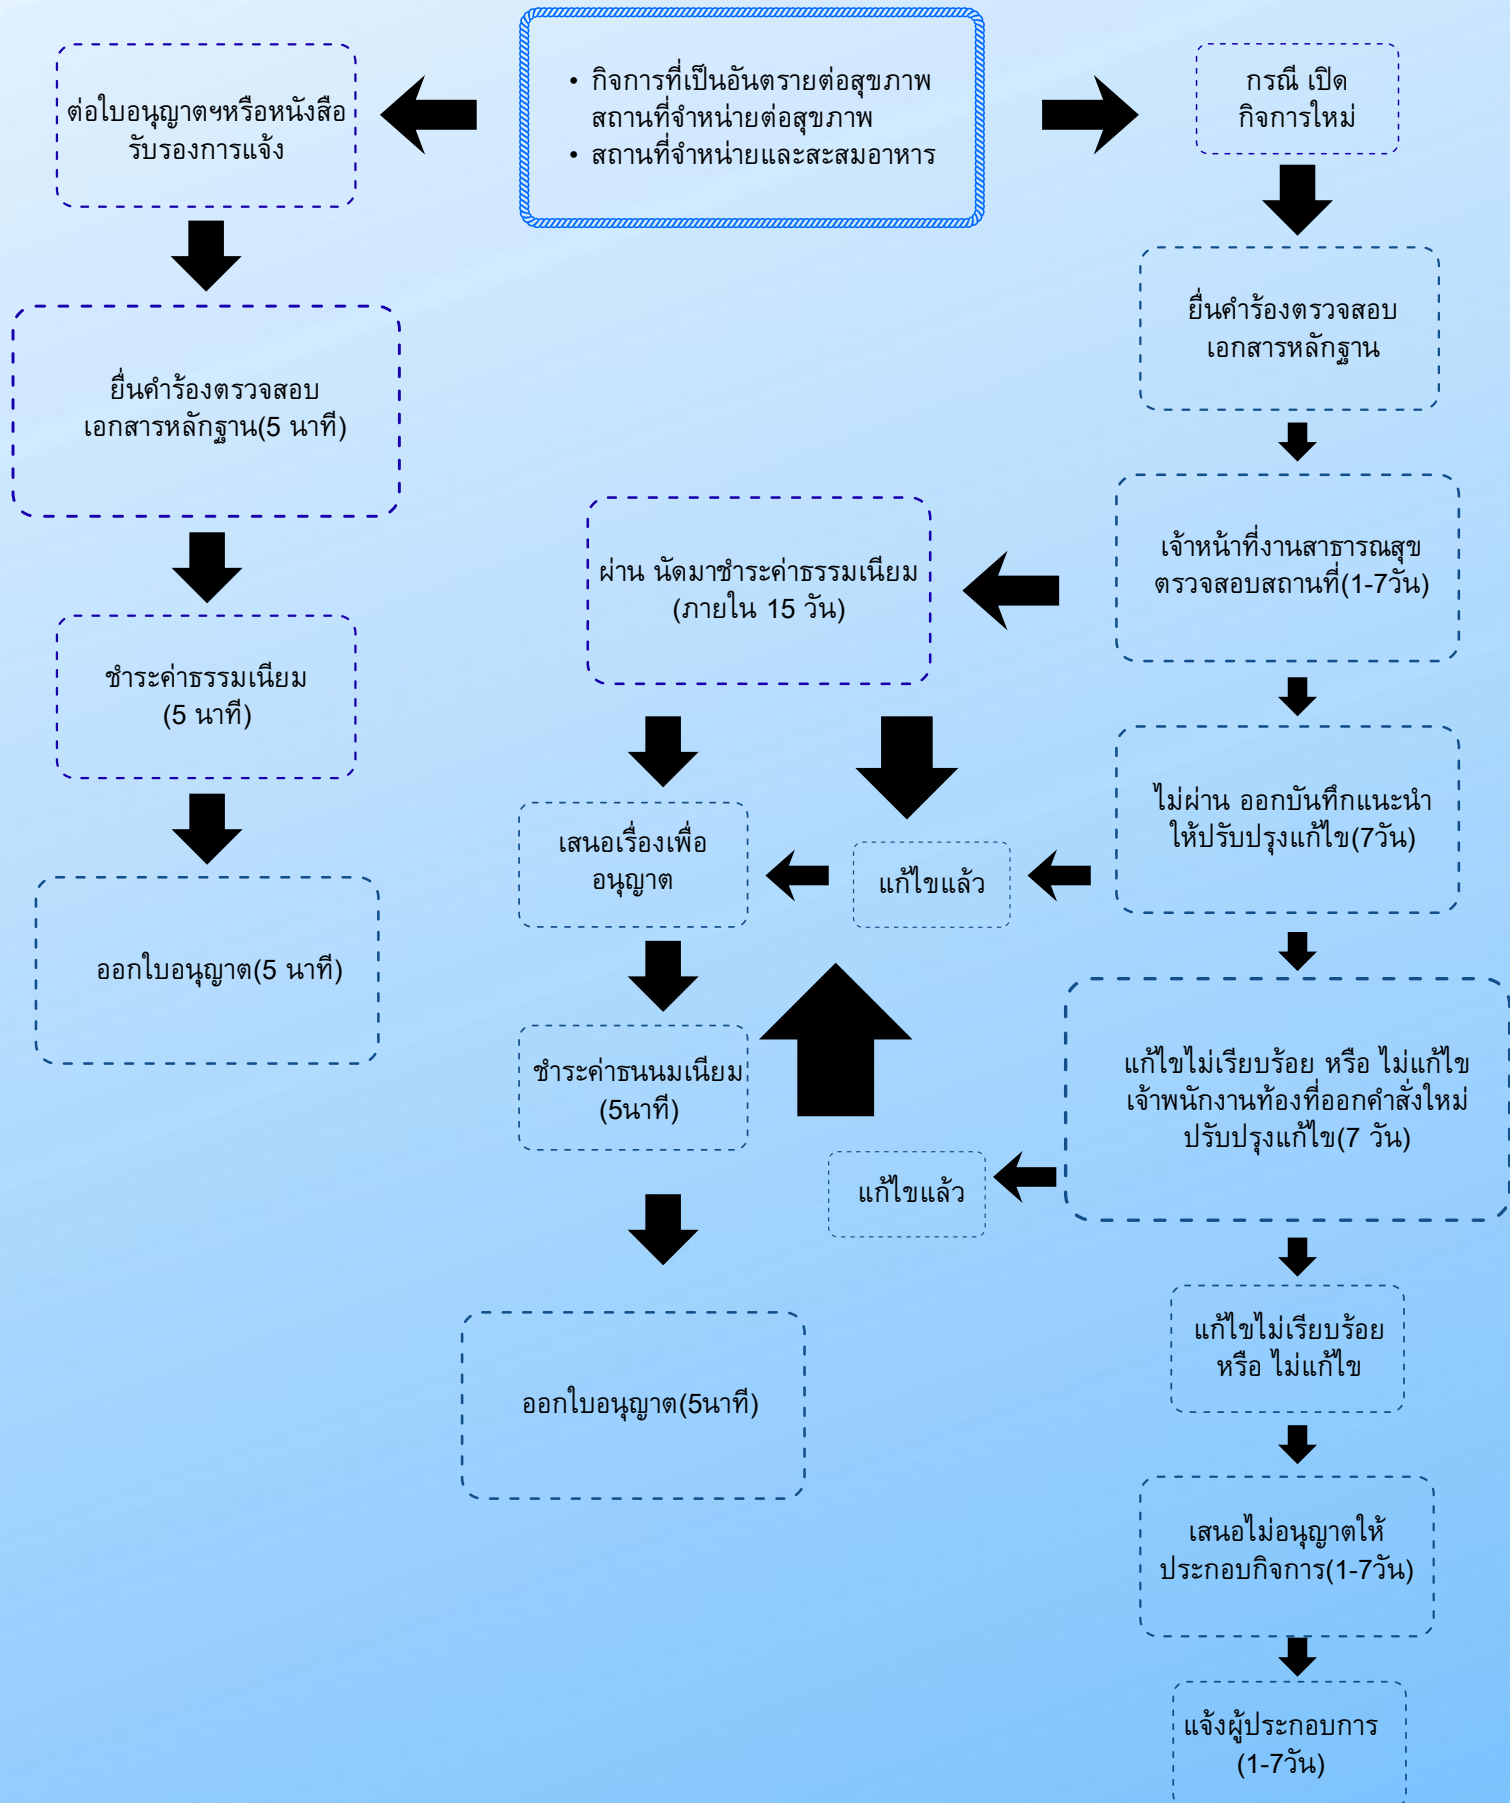 • กิจการที่เป็นอันตรายต่อสุขภาพ
สถานที่จำหน่ายต่อสุขภาพ
• สถานที่จำหน่ายและสะสมอาหาร
ต่อใบอนุญาตฯหรือหนังสือ
รับรองการแจ้ง
ยื่นคำร้องตรวจสอบ
เอกสารหลักฐาน(5 นาที)
ชำระค่าธรรมเนียม
(5 นาที)
ออกใบอนุญาต(5 นาที)
กรณี เปิด
กิจการใหม่
ยื่นคำร้องตรวจสอบ
เอกสารหลักฐาน
เจ้าหน้าที่งานสาธารณสุข
ตรวจสอบสถานที่(1-7วัน)
ผ่าน นัดมาชำระค่าธรรมเนียม
(ภายใน 15 วัน)
ไม่ผ่าน ออกบันทึกแนะนำ
ให้ปรับปรุงแก้ไข(7วัน)
แก้ไขแล้ว
เสนอเรื่องเพื่อ
อนุญาต
ชำระค่าธนนมเนียม
(5นาที)
ออกใบอนุญาต(5นาที)
แก้ไขไม่เรียบร้อย หรือ ไม่แก้ไข
เจ้าพนักงานท้องที่ออกคำสั่งใหม่
ปรับปรุงแก้ไข(7 วัน)
แก้ไขแล้ว
แก้ไขไม่เรียบร้อย
หรือ ไม่แก้ไข
เสนอไม่อนุญาตให้
ประกอบกิจการ(1-7วัน)
แจ้งผู้ประกอบการ
(1-7วัน)